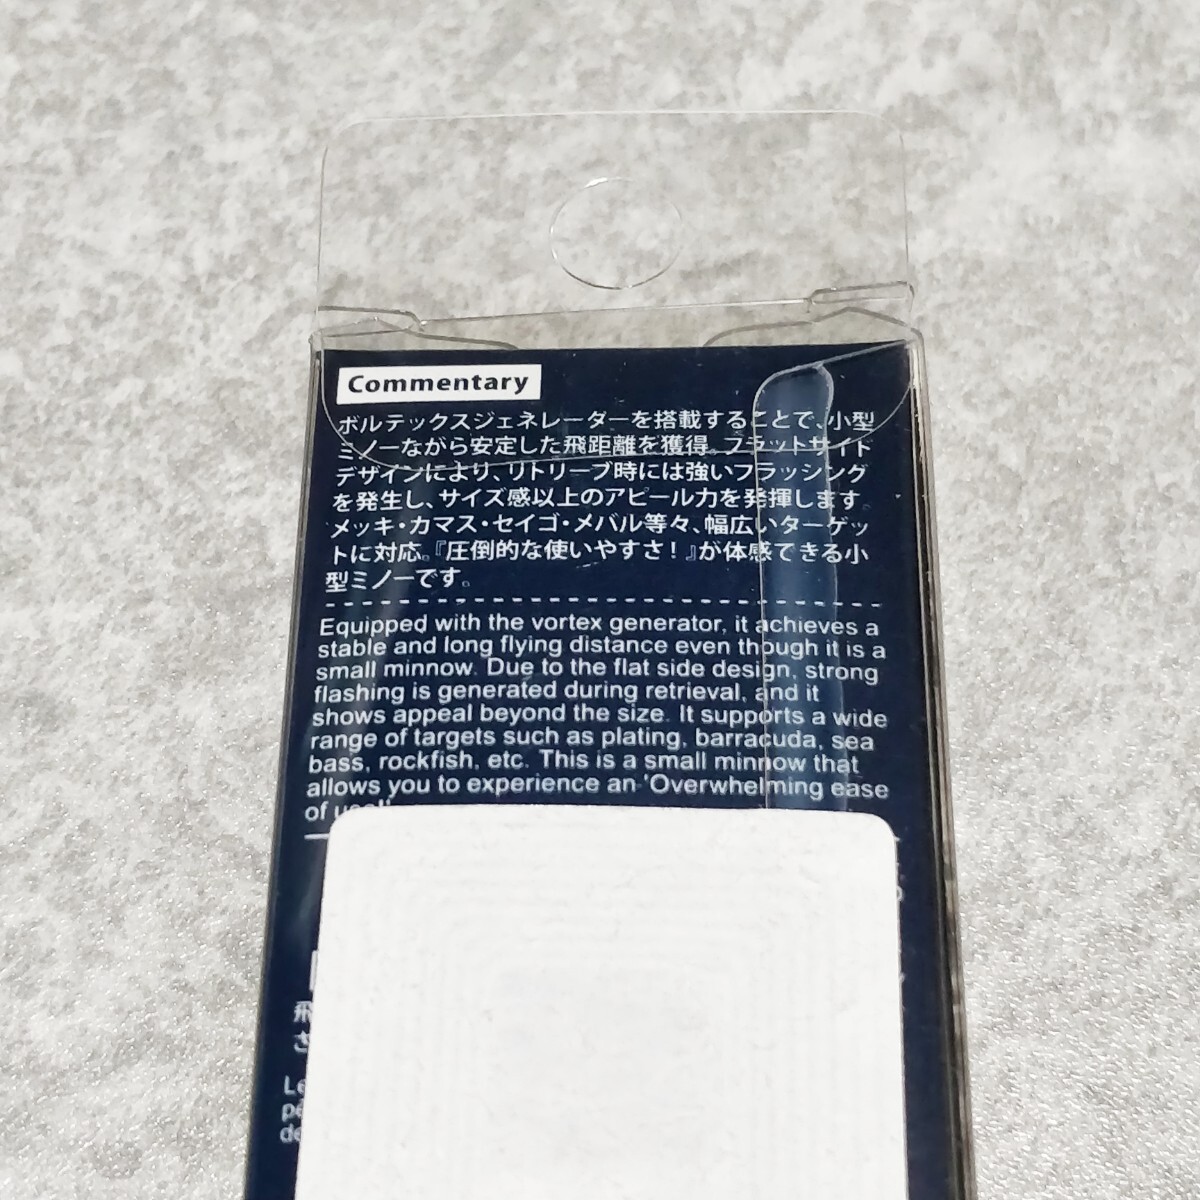 Commentary
ボルテックスジェネレーターを搭載することで、小型
ミノーながら安定した飛距離を獲得。フラットサイド
デザインにより、リトリーブ時には強いフラッシング
を発生し、サイズ感以上のアピール力を発揮します。
メッキ・カマス・セイゴ・メバル等々、幅広いターゲッ
トに対応。『圧倒的な使いやすさ！』が体感できる小
型ミノーです。
Equipped with the vortex generator, it achieves a
stable and long flying distance even though it is a
small minnow. Due to the flat side design, strong
flashing is generated during retrieval, and it
shows appeal beyond the size. It supports a wide
range of targets such as plating, barracuda, sea
bass, rockfish, etc. This is a small minnow that
allows you to experience an 'Overwhelming ease
of use!'
飛
さ
Le
pé
de